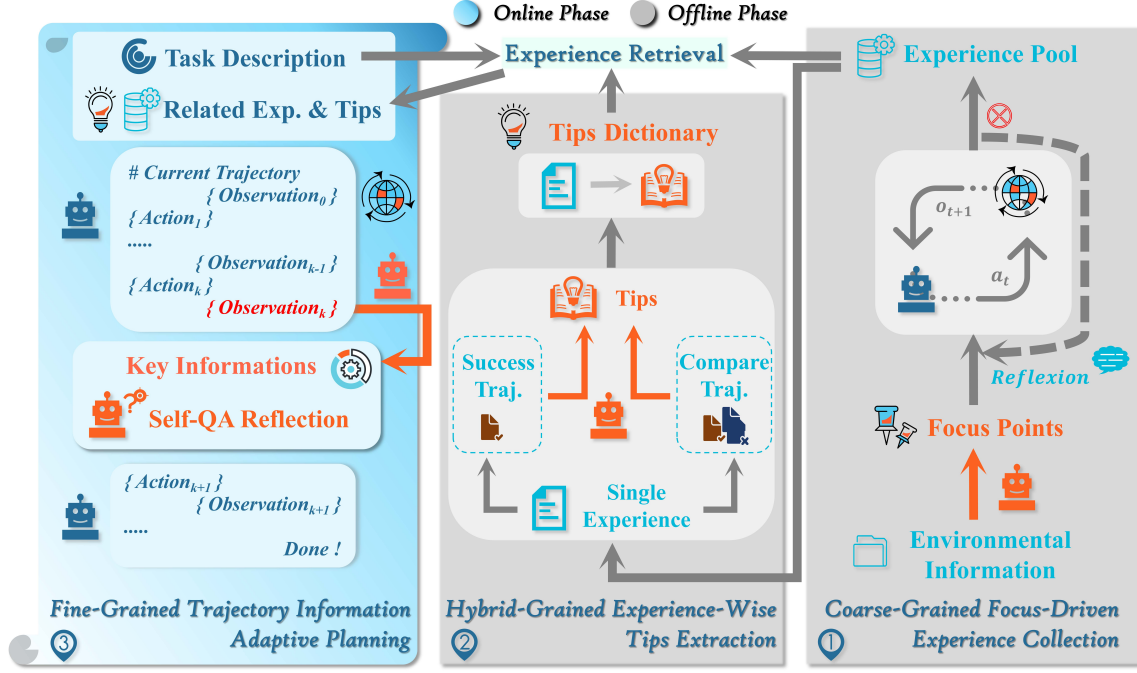 Online Phase
Offline Phase
Task Description
Related Exp. & Tips
# Current Trajectory
{ Observation0 }
{ Action1 }
.....
{ Observationk-1 }
{ Actionk }
{ Observationk }
Key Informations
Self-QA Reflection
{ Actionk+1 }
{ Observationk+1 }
.....
Done !
Fine-Grained Trajectory Information
Adaptive Planning
3
Experience Retrieval
Tips Dictionary
Tips
Success
Traj.
Compare
Traj.
Single
Experience
Hybrid-Grained Experience-Wise
Tips Extraction
2
Experience Pool
ot+1
at
Reflexion
Focus Points
Environmental
Information
Coarse-Grained Focus-Driven
Experience Collection
1